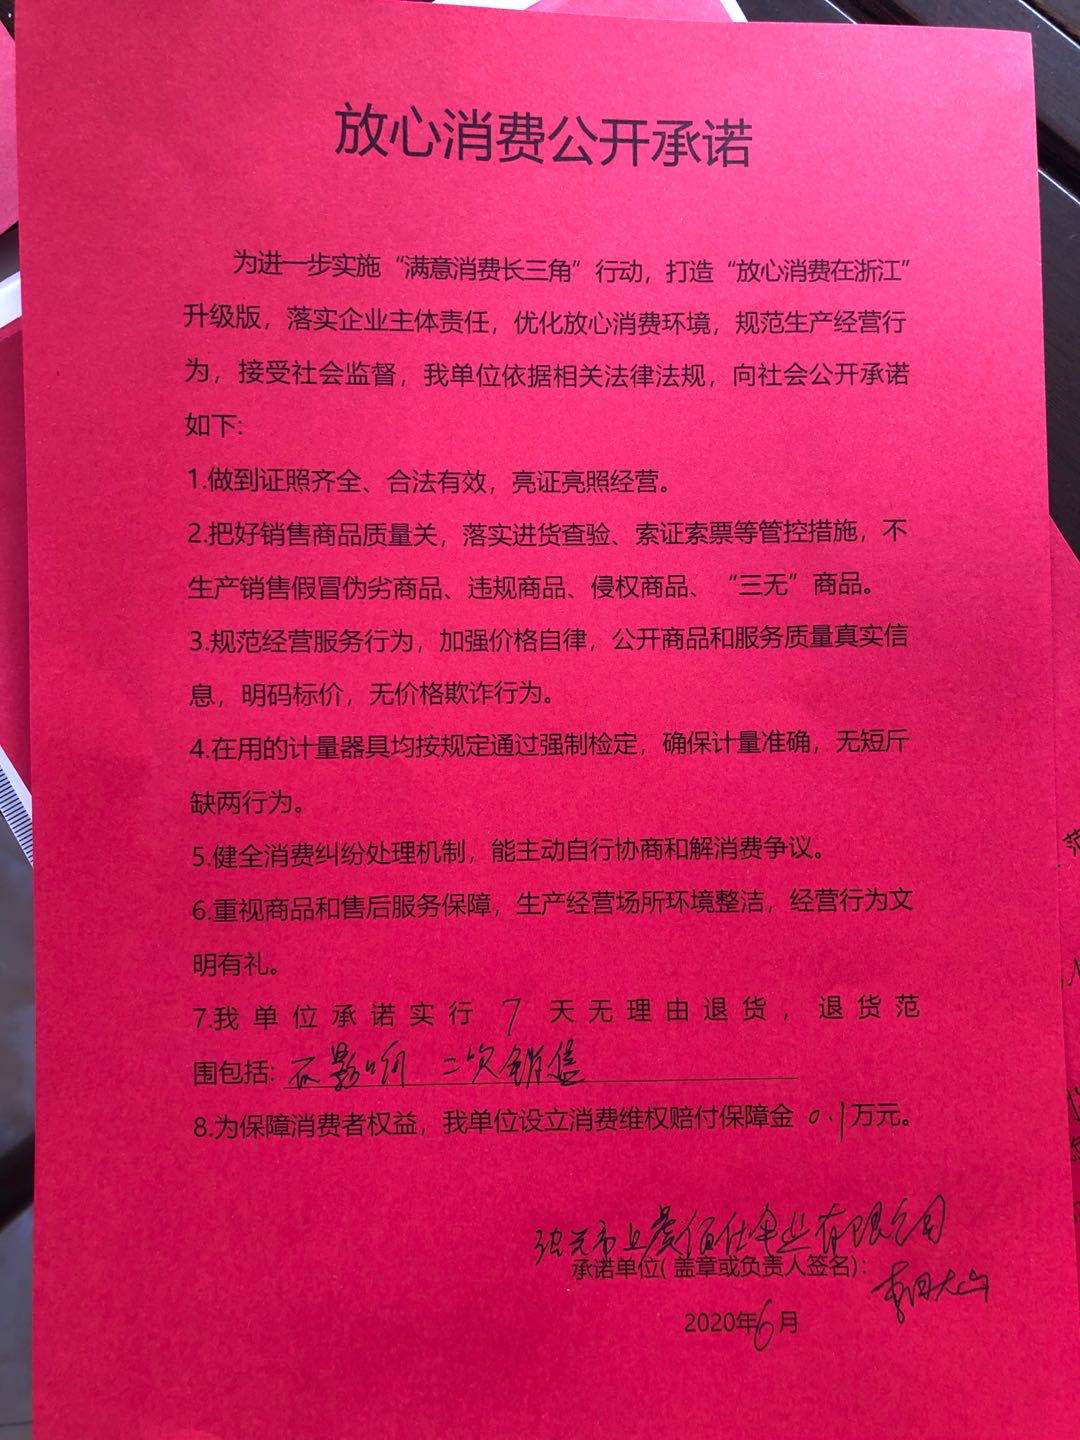 放心消费公开承诺
为进一步实施“满意消费长三角”行动，打造“放心消费在浙江”
升级版，落实企业主体责任，优化放心消费环境，规范生产经营行
为，接受社会监督，我单位依据相关法律法规，向社会公开承诺
如下:
1.做到证照齐全、合法有效，亮证亮照经营。
2.把好销售商品质量关，落实进货查验、索证索票等管控措施，不
生产销售假冒伪劣商品、违规商品、侵权商品、“三无”商品。
3.规范经营服务行为，加强价格自律，公开商品和服务质量真实信
息，明码标价，无价格欺诈行为。
4.在用的计量器具均按规定通过强制检定，确保计量准确，无短斤
缺两行为。
5.健全消费纠纷处理机制，能主动自行协商和解消费争议。
6.重视商品和售后服务保障，生产经营场所环境整洁，经营行为文
明有礼。
7.我单位承诺实行 7 天无理由退货，退货范
围包括: 不影响 二次销售
8.为保障消费者权益，我单位设立消费维权赔付保障金 0.1 万元。
有限公司
承诺单位( 盖章或负责人签名):
2020年6月
范